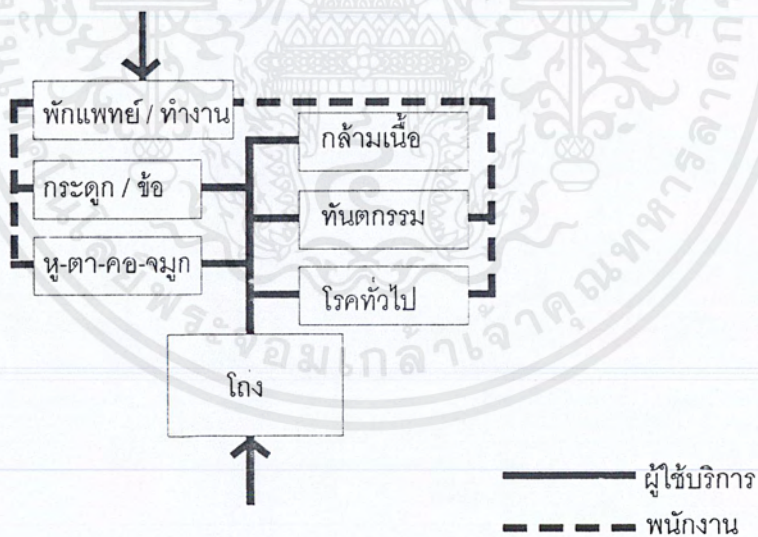 พักแพทย์ / ทำงาน
กล้ามเนื้อ
กระดูก / ข้อ
ทันตกรรม
หู-ตา-คอ-จมูก
โรคทั่วไป
โถง
ผู้ใช้บริการ
พนักงาน